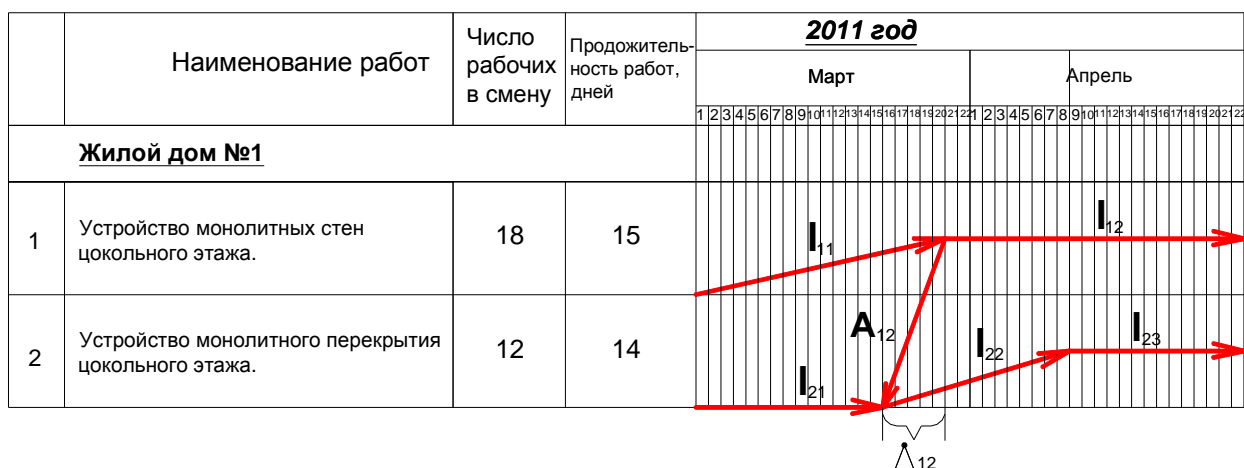 Наименование работ
Число
рабочих
в смену
Продожитель-
ность работ,
дней
2011 год
Март
Апрель
1 2 3 4 5 6 7 8 9 10 11 12 13 14 15 16 17 18 19 20 21 22 1 2 3 4 5 6 7 8 9 10 11 12 13 14 15 16 17 18 19 20 21 22
Жилой дом №1
1
Устройство монолитных стен
цокольного этажа.
18
15
I11
I12
2
Устройство монолитного перекрытия
цокольного этажа.
12
14
A12
I21
I22
I23
Λ12